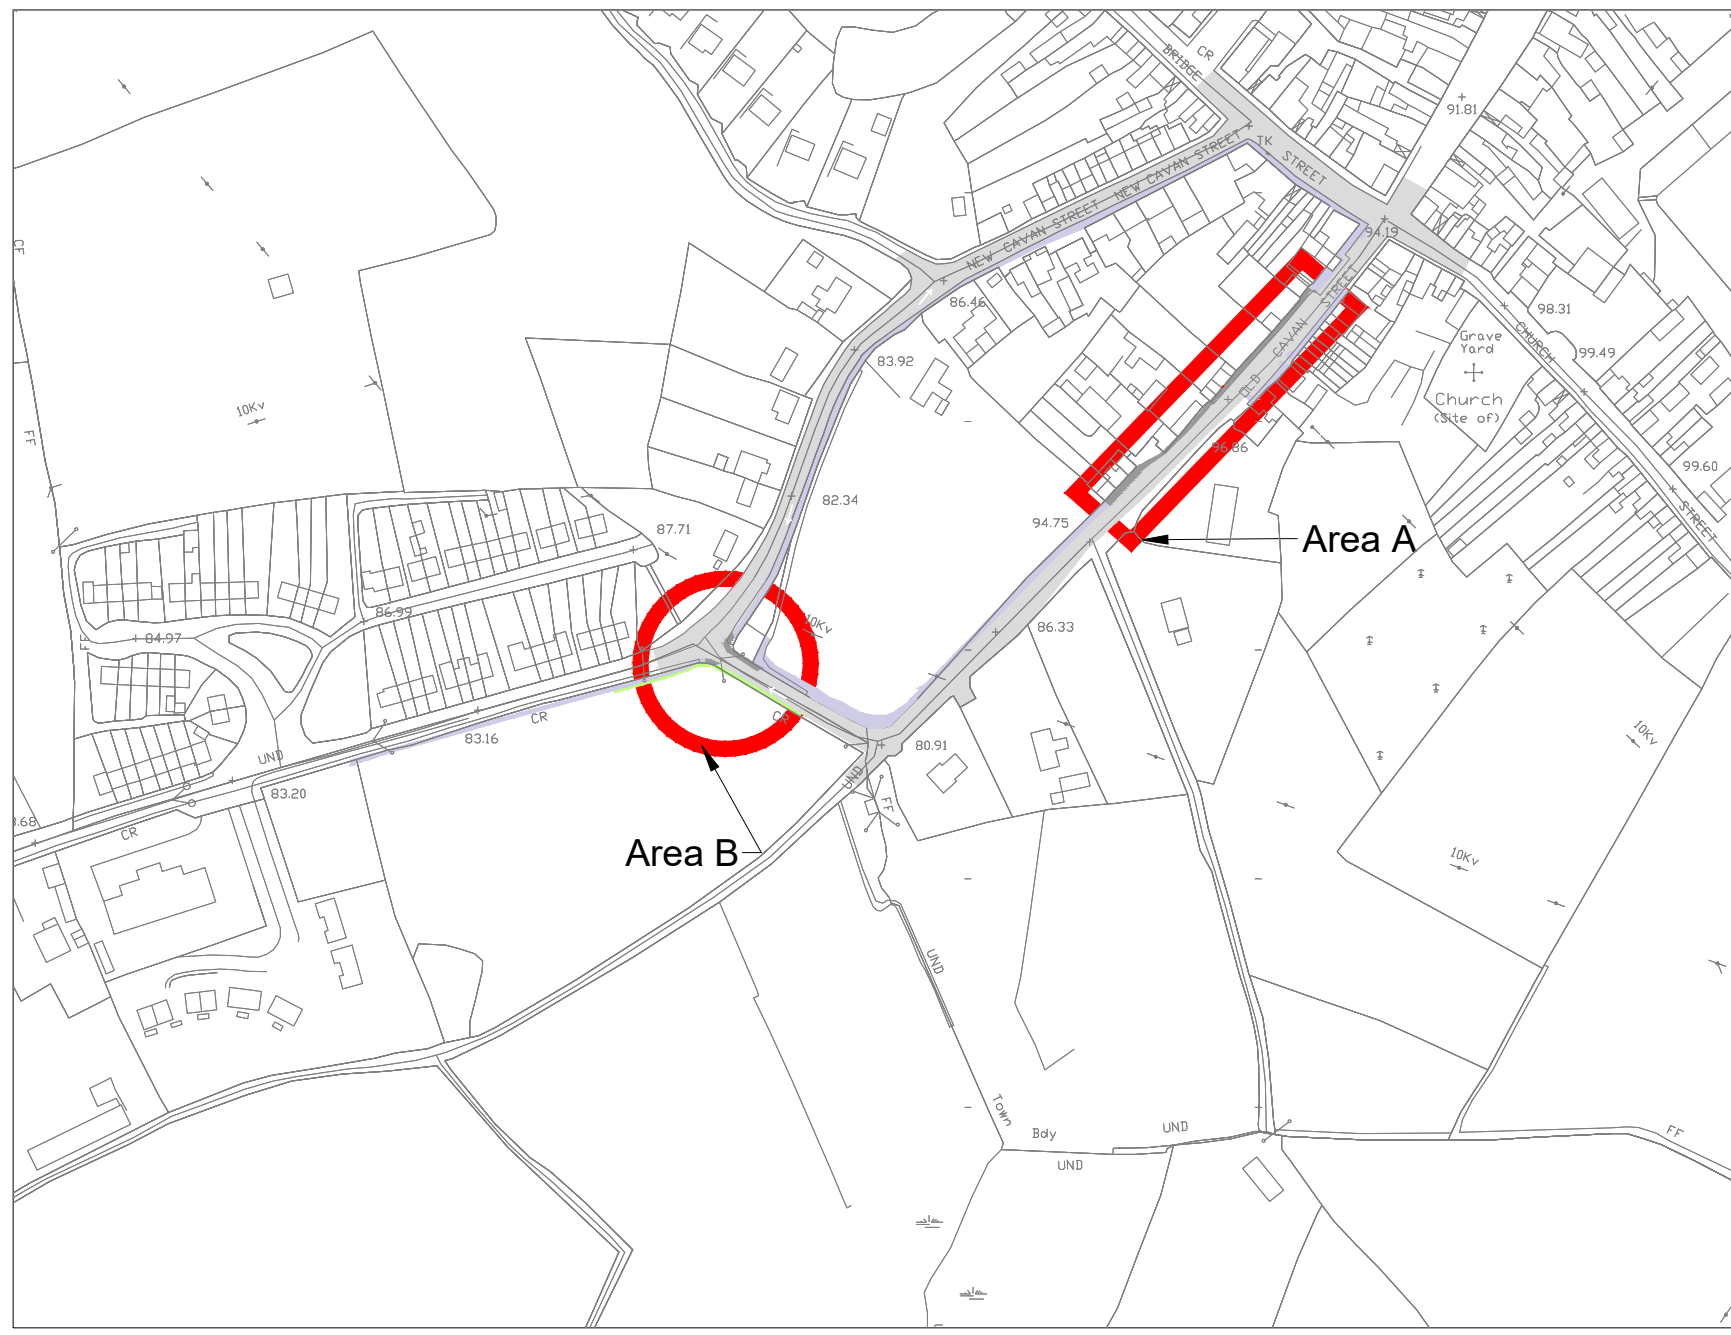 BRIDGE
CR
STREET
TK
91.81
NEW CAVAN STREET
NEW CAVAN STREET
94.19
OLD CAVAN STREET
CHURCH
STREET
98.31
99.49
Grave
Yard
Church
(Site of)
99.60
86.46
83.92
82.34
96.86
94.75
Area A
CF
FF
10Kv
87.71
86.99
84.97
FF
10Kv
86.33
CR
CR
83.16
80.91
UND
UND
FF
83.20
CR
Area B
10Kv
10Kv
UND
Town
Bdy
UND
UND
FF